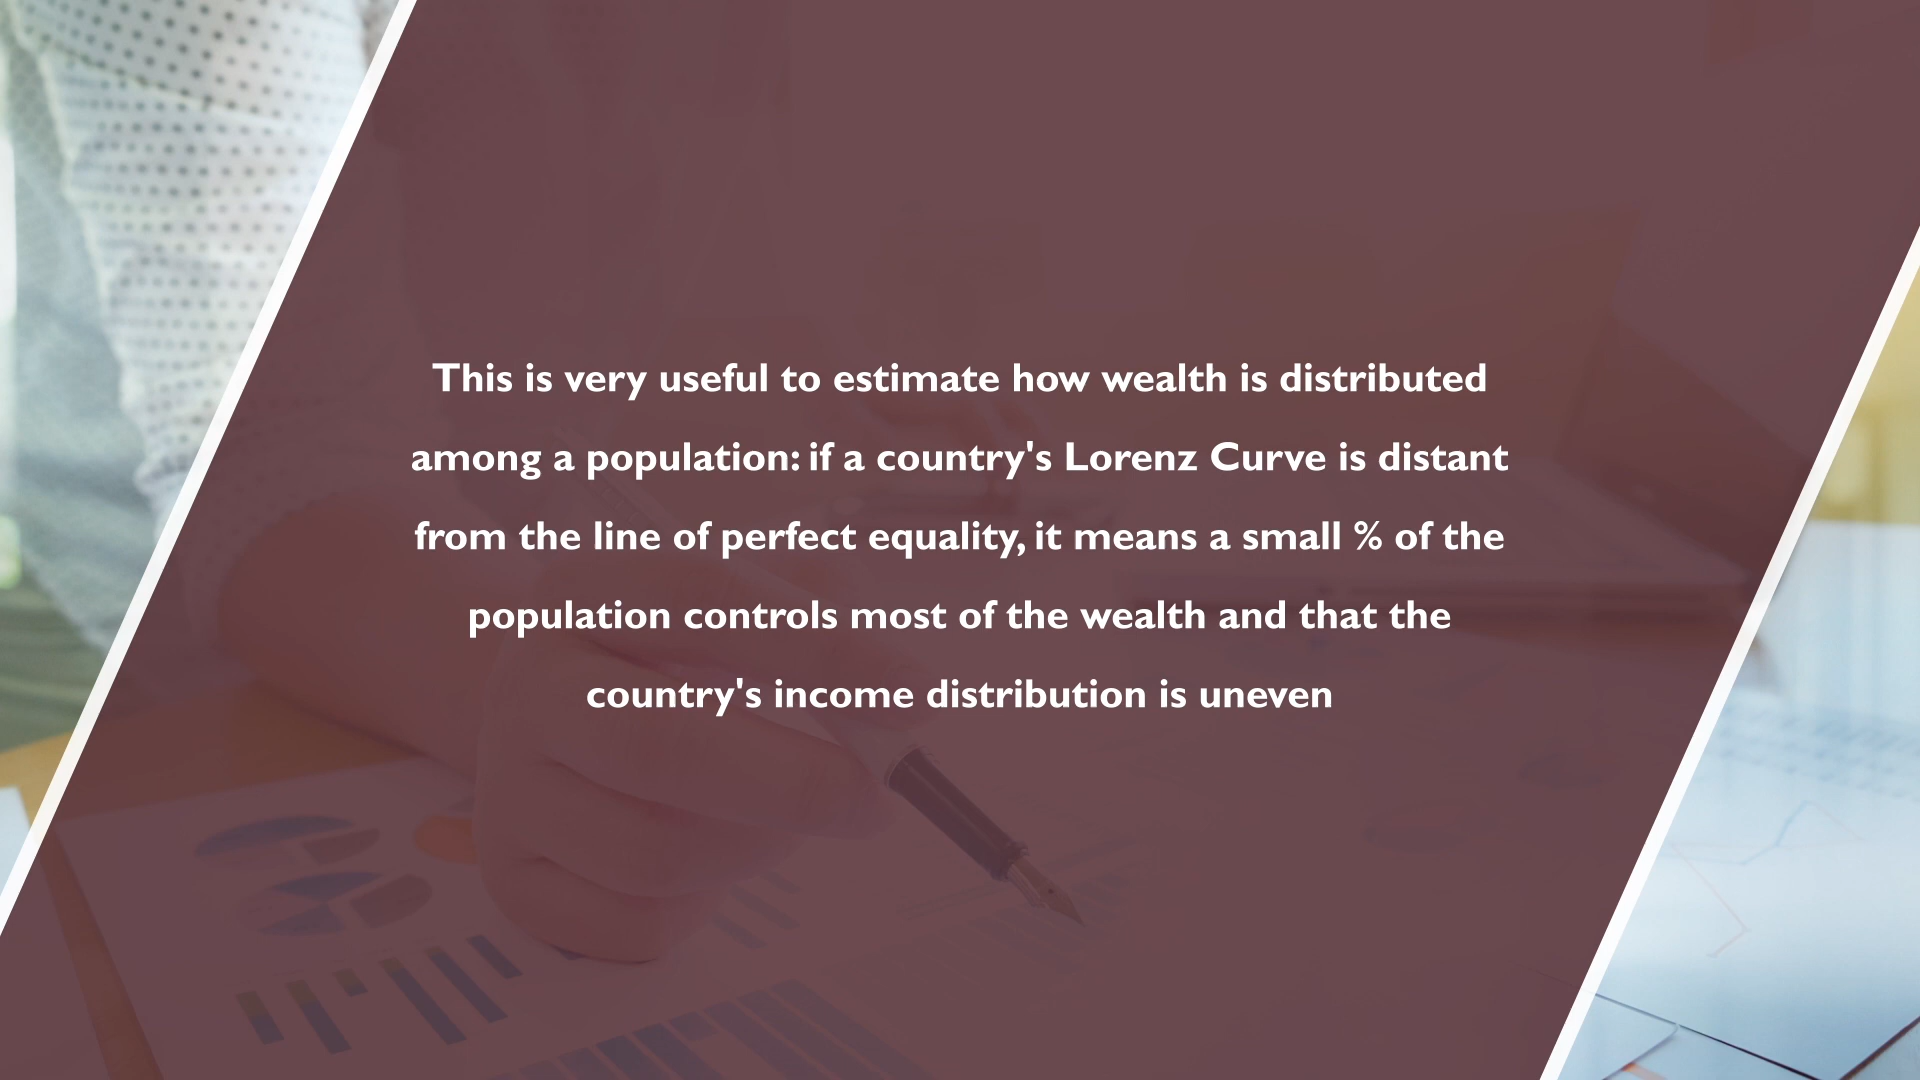 This is very useful to estimate how wealth is distributed
among a population: if a country's Lorenz Curve is distant
from the line of perfect equality, it means a small % of the
population controls most of the wealth and that the
country's income distribution is uneven